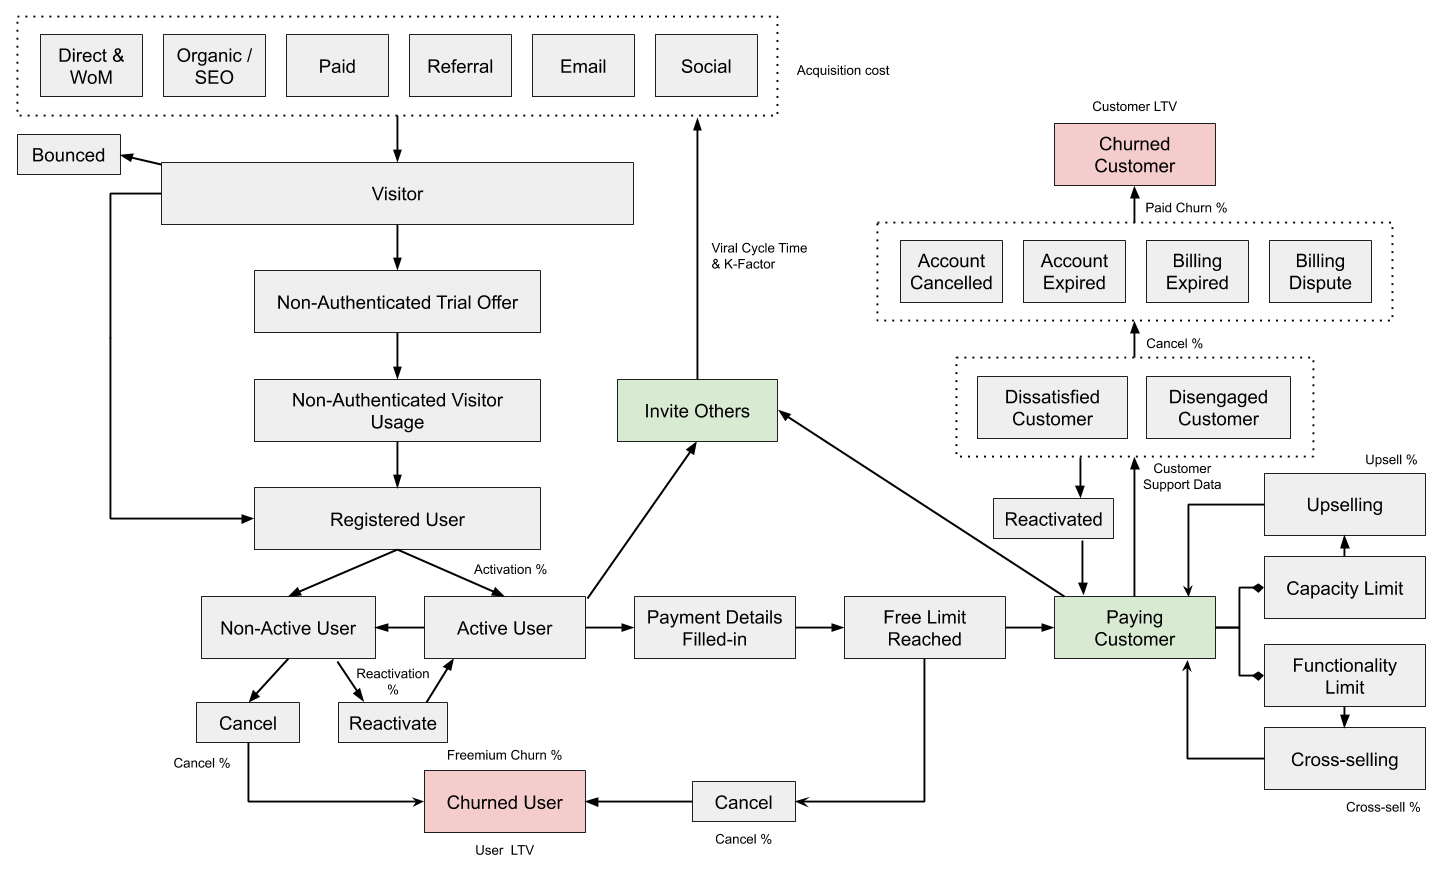 Direct &
WoM
Organic /
SEO
Paid
Referral
Email
Social
Acquisition cost
Customer LTV
Bounced
Churned
Customer
Visitor
Paid Churn %
Viral Cycle Time
& K-Factor
Account
Cancelled
Account
Expired
Billing
Expired
Billing
Dispute
Non-Authenticated Trial Offer
Cancel %
Non-Authenticated Visitor
Usage
Invite Others
Dissatisfied
Customer
Disengaged
Customer
Customer
Support Data
Upsell %
Registered User
Reactivated
Upselling
Activation %
Capacity Limit
Non-Active User
Active User
Payment Details
Filled-in
Free Limit
Reached
Paying
Customer
Functionality
Limit
Reactivation
%
Cancel
Reactivate
Cancel %
Freemium Churn %
Cross-selling
Churned User
Cancel
Cross-sell %
Cancel %
User LTV